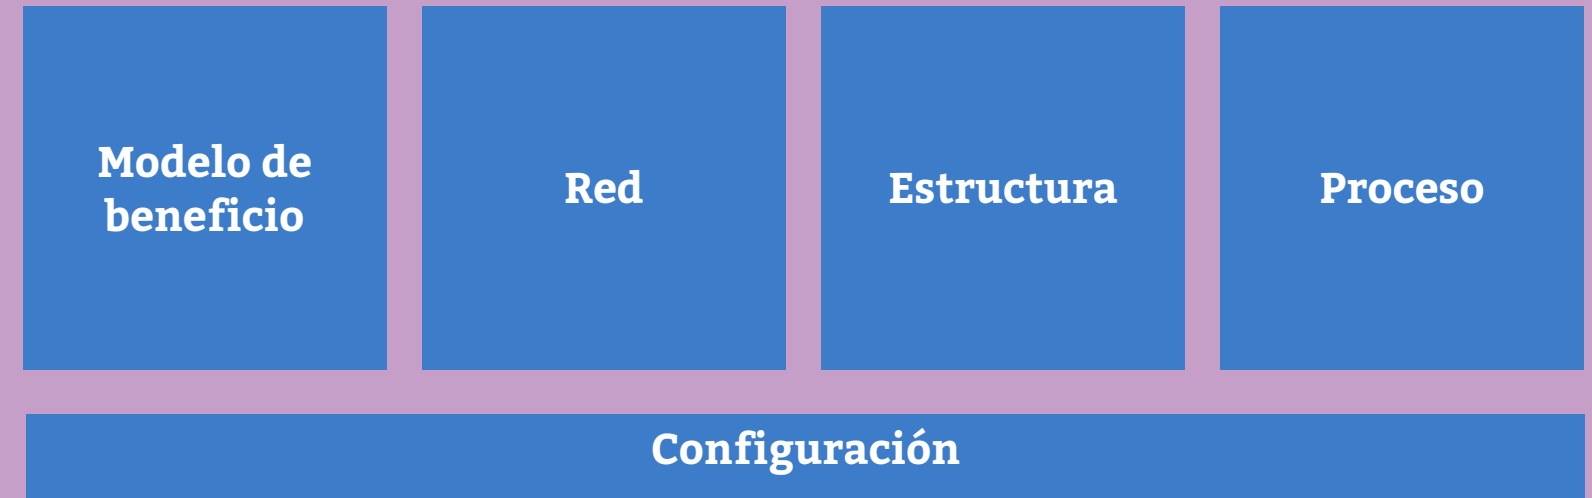 Modelo de
beneficio
Red
Estructura
Proceso
Configuración